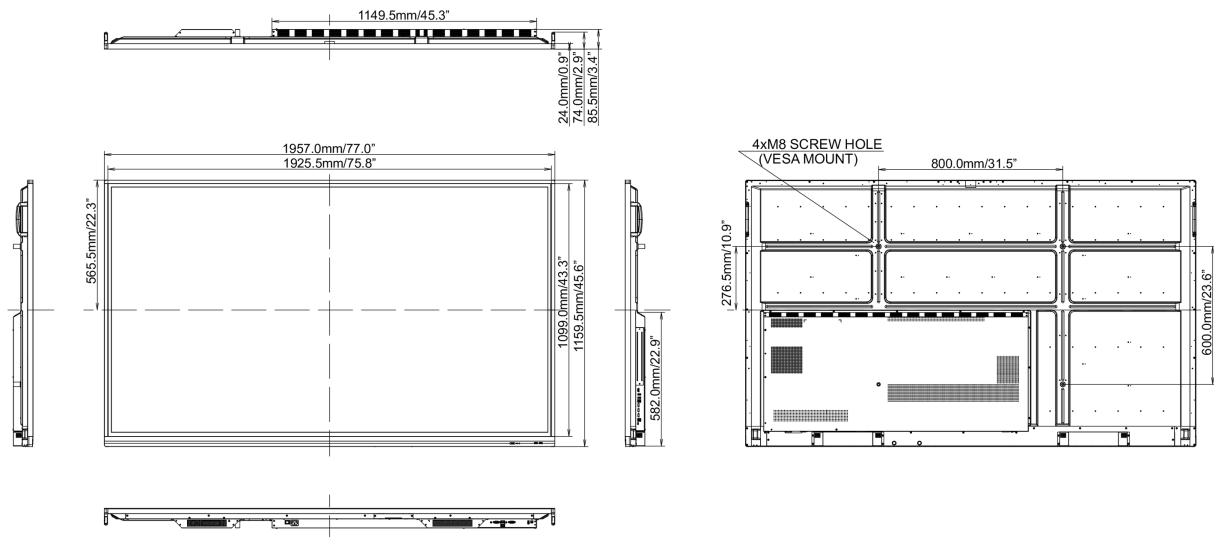 1149.5mm/45.3"
24.0mm/0.9"
74.0mm/2.9"
85.5mm/3.4"
1957.0mm/77.0"
1925.5mm/75.8"
565.5mm/22.3"
1099.0mm/43.3"
1159.5mm/45.6"
582.0mm/22.9"
4xM8 SCREW HOLE
(VESA MOUNT)
800.0mm/31.5"
276.5mm/10.9"
600.0mm/23.6"